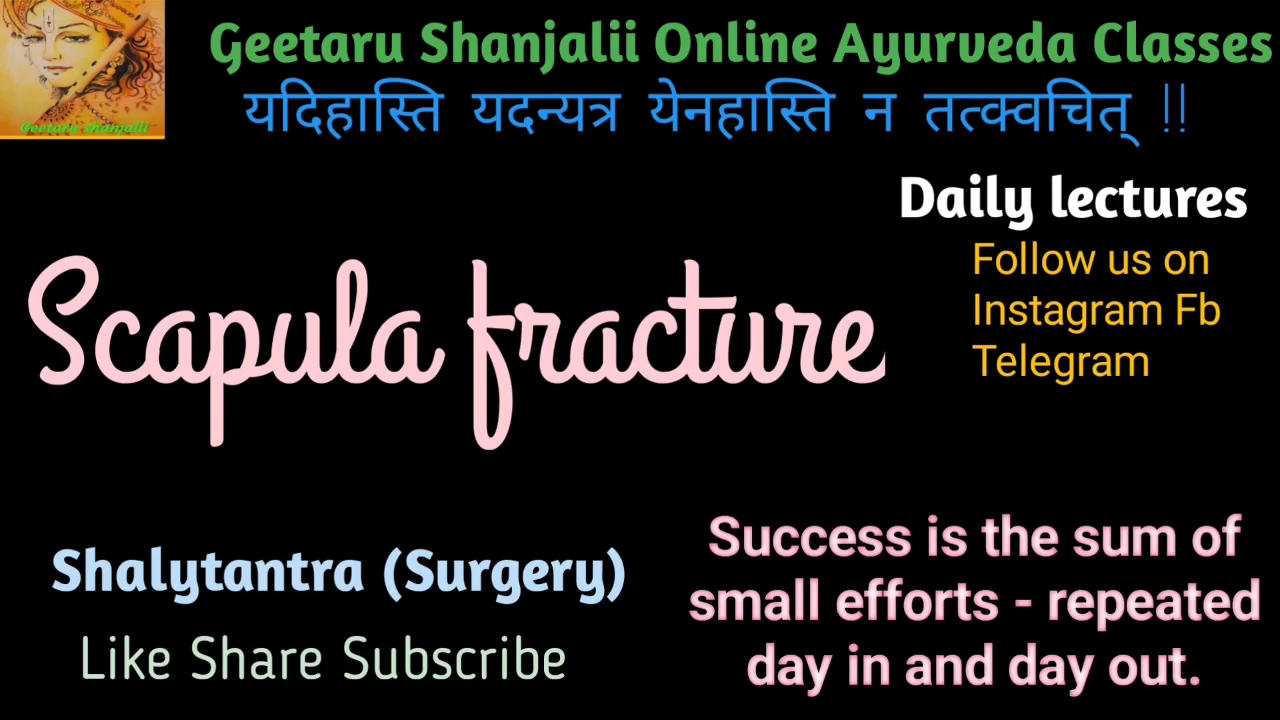 Geetaru Shanjalii Online Ayurveda Classes
यदिहास्ति यदन्यत्र येनहास्ति न तत्क्वचित् !!
Geetaru Shanjalii
Daily lectures
Follow us on
Instagram Fb
Telegram
Scapula fracture
Shalytantra (Surgery)
Like Share Subscribe
Success is the sum of
small efforts - repeated
day in and day out.